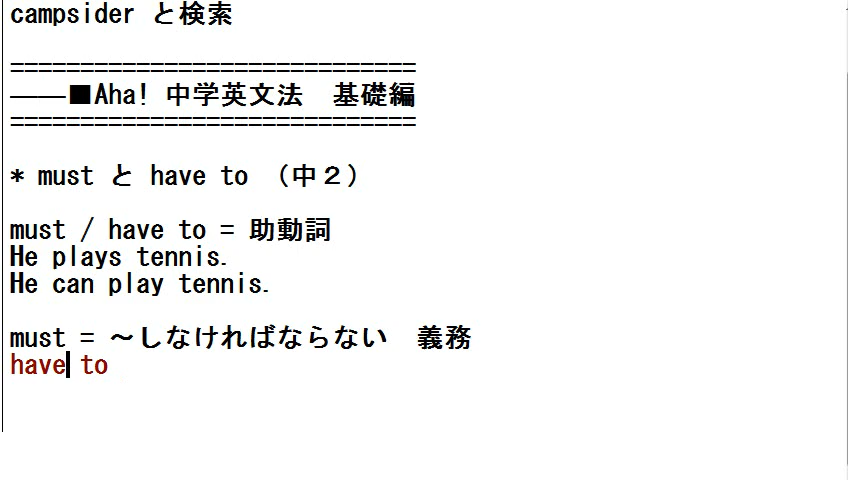 campsider と検索
=============================
――――■Aha! 中学英文法　基礎編
=============================
* must と have to （中２）
must / have to = 助動詞
He plays tennis.
He can play tennis.
must = ～しなければならない　義務
have to